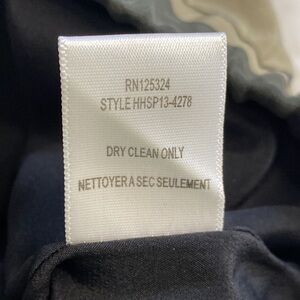 RN125324
STYLE HHSP13-4278
DRY CLEAN ONLY
NETTOYER A SEC SEULEMENT